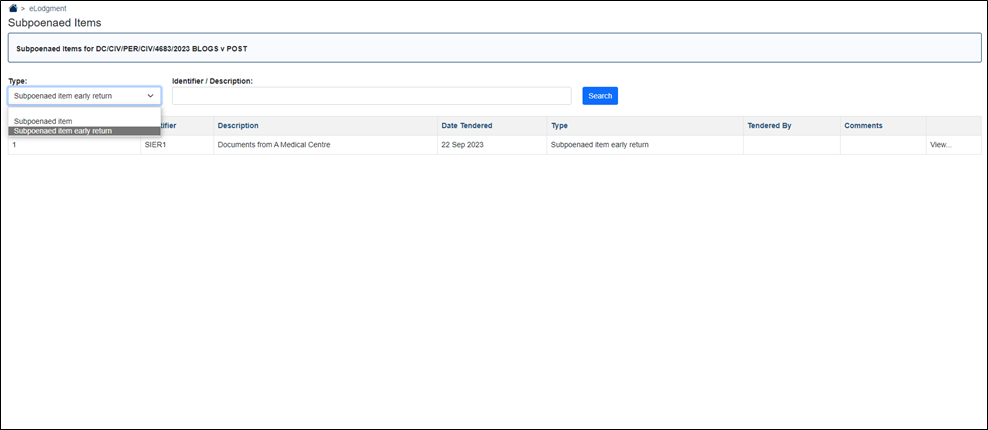 > eLodgment
Subpoenaed Items
Subpoenaed Items for DC/CIV/PER/CIV/4683/2023 BLOGS v POST
Type: Identifier / Description:
Subpoenaed item early return Search
Subpoenaed item
Subpoenaed item early return
tifier Description Date Tendered Type Tendered By Comments
1 SIER1 Documents from A Medical Centre 22 Sep 2023 Subpoenaed item early return View...